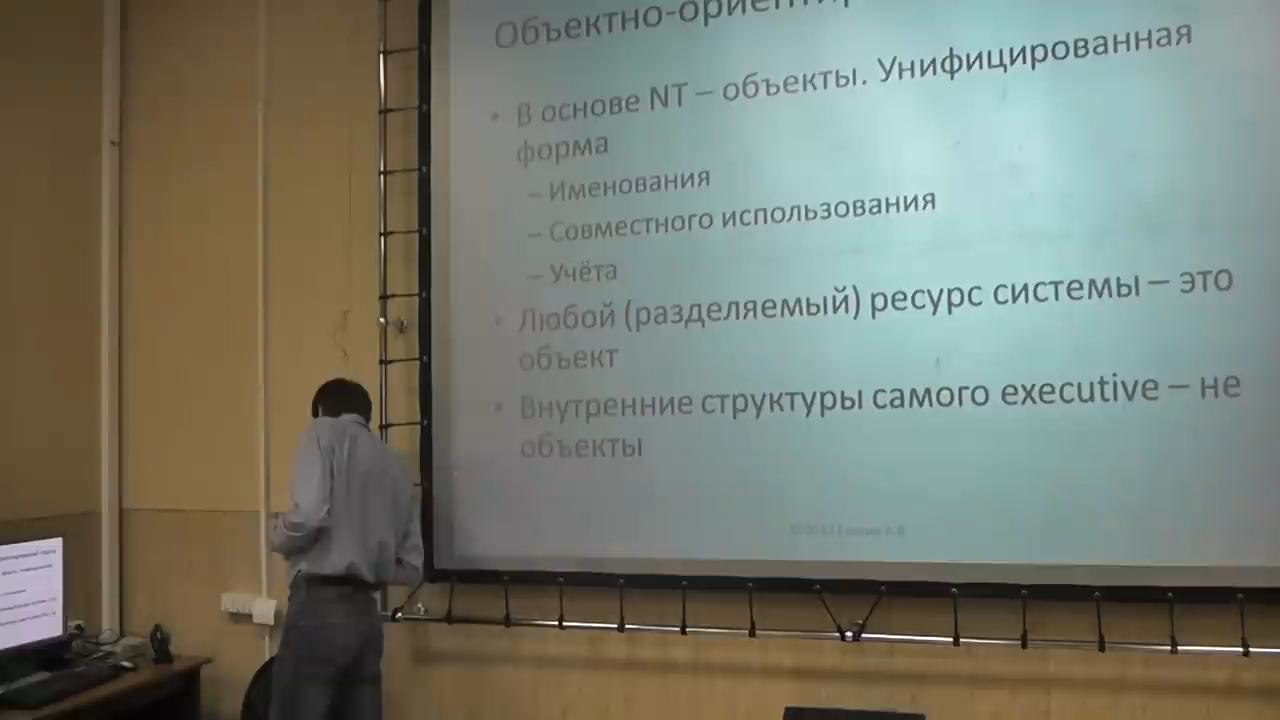 Объектно-ориентир
• В основе NT – объекты. Унифицированная
форма
– Именования
– Совместного использования
– Учёта
• Любой (разделяемый) ресурс системы – это
объект
• Внутренние структуры самого executive – не
объекты